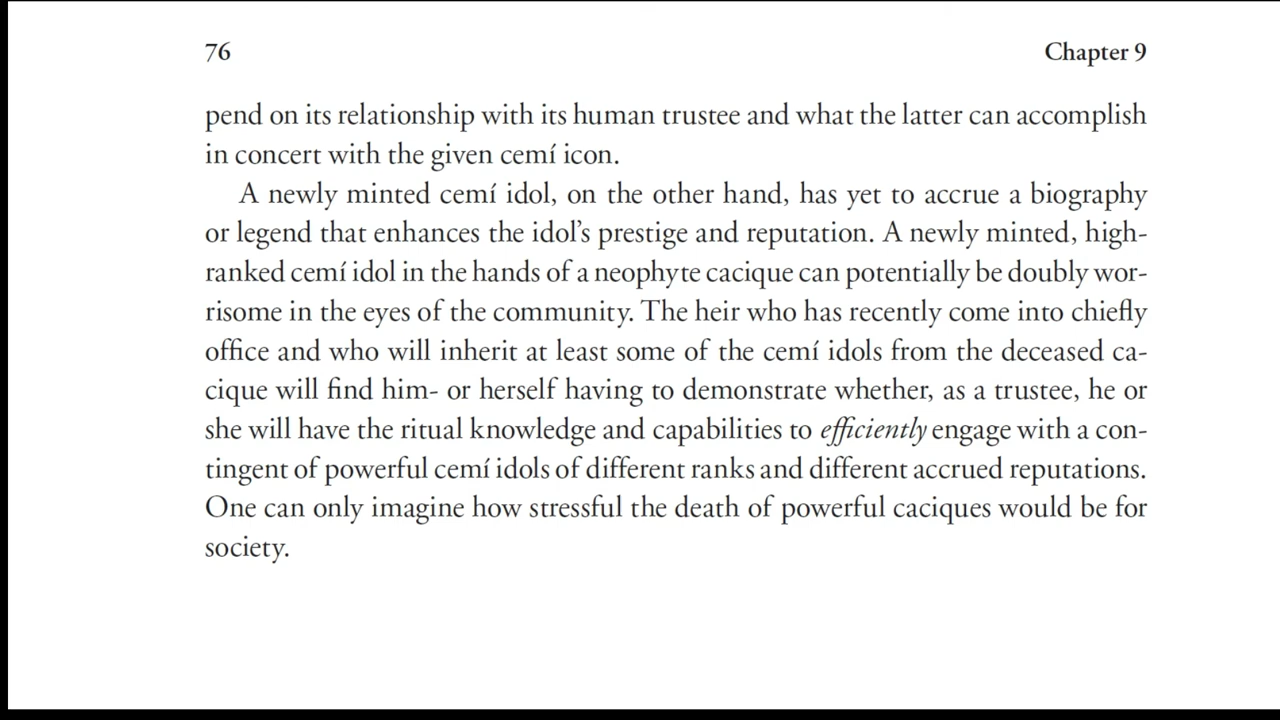 76 Chapter 9
pend on its relationship with its human trustee and what the latter can accomplish
in concert with the given cemí icon.
A newly minted cemí idol, on the other hand, has yet to accrue a biography
or legend that enhances the idol’s prestige and reputation. A newly minted, high-
ranked cemí idol in the hands of a neophyte cacique can potentially be doubly wor-
risome in the eyes of the community. The heir who has recently come into chiefly
office and who will inherit at least some of the cemí idols from the deceased ca-
cique will find him- or herself having to demonstrate whether, as a trustee, he or
she will have the ritual knowledge and capabilities to efficiently engage with a con-
tingent of powerful cemí idols of different ranks and different accrued reputations.
One can only imagine how stressful the death of powerful caciques would be for
society.